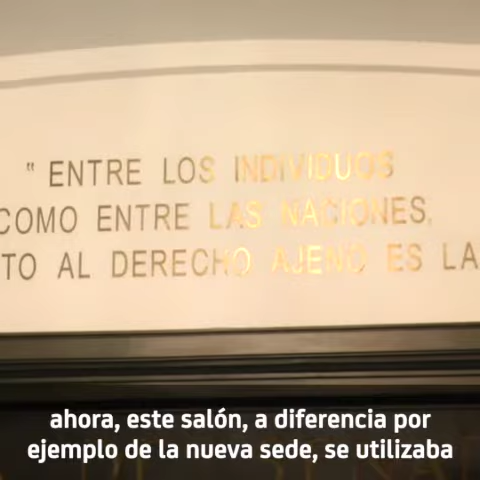 " ENTRE LOS INDIVIDUOS
COMO ENTRE LAS NACIONES,
TO AL DERECHO AJENO ES LA
ahora, este salón, a diferencia por
ejemplo de la nueva sede, se utilizaba